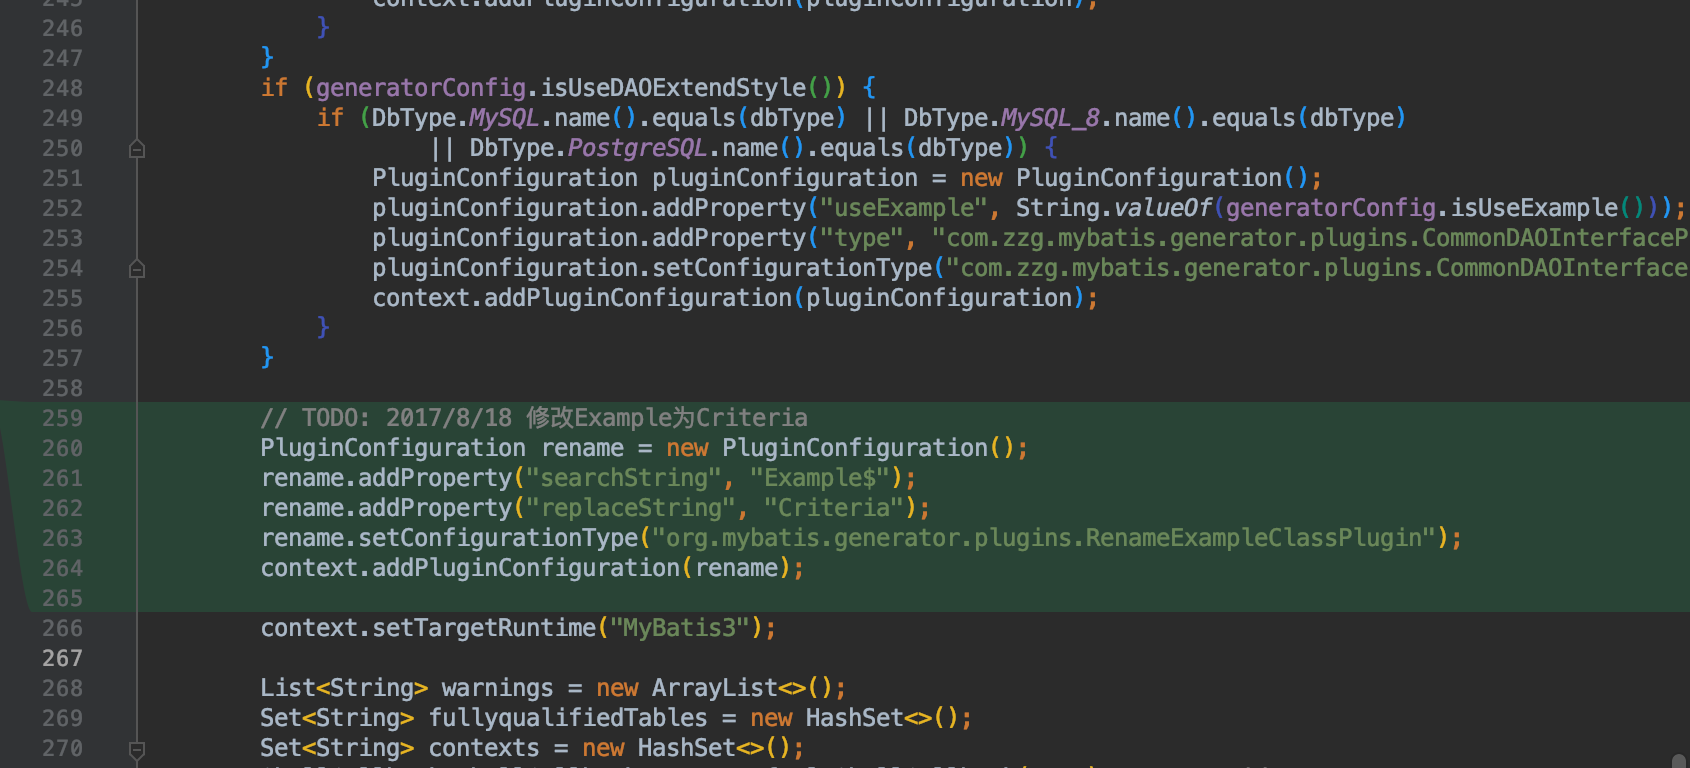 245 context.addPluginConfiguration(pluginConfiguration);
246 }
247 }
248 if (generatorConfig.isUseDAOExtendStyle()) {
249 if (DbType.MySQL.name().equals(dbType) || DbType.MySQL_8.name().equals(dbType)
250 || DbType.PostgreSQL.name().equals(dbType)) {
251 PluginConfiguration pluginConfiguration = new PluginConfiguration();
252 pluginConfiguration.addProperty("useExample", String.valueOf(generatorConfig.isUseExample()));
253 pluginConfiguration.addProperty("type", "com.zzg.mybatis.generator.plugins.CommonDAOInterfaceP
254 pluginConfiguration.setConfigurationType("com.zzg.mybatis.generator.plugins.CommonDAOInterface
255 context.addPluginConfiguration(pluginConfiguration);
256 }
257 }
258
259 // TODO: 2017/8/18 修改Example为Criteria
260 PluginConfiguration rename = new PluginConfiguration();
261 rename.addProperty("searchString", "Example$");
262 rename.addProperty("replaceString", "Criteria");
263 rename.setConfigurationType("org.mybatis.generator.plugins.RenameExampleClassPlugin");
264 context.addPluginConfiguration(rename);
265
266 context.setTargetRuntime("MyBatis3");
267
268 List<String> warnings = new ArrayList<>();
269 Set<String> fullyqualifiedTables = new HashSet<>();
270 Set<String> contexts = new HashSet<>();